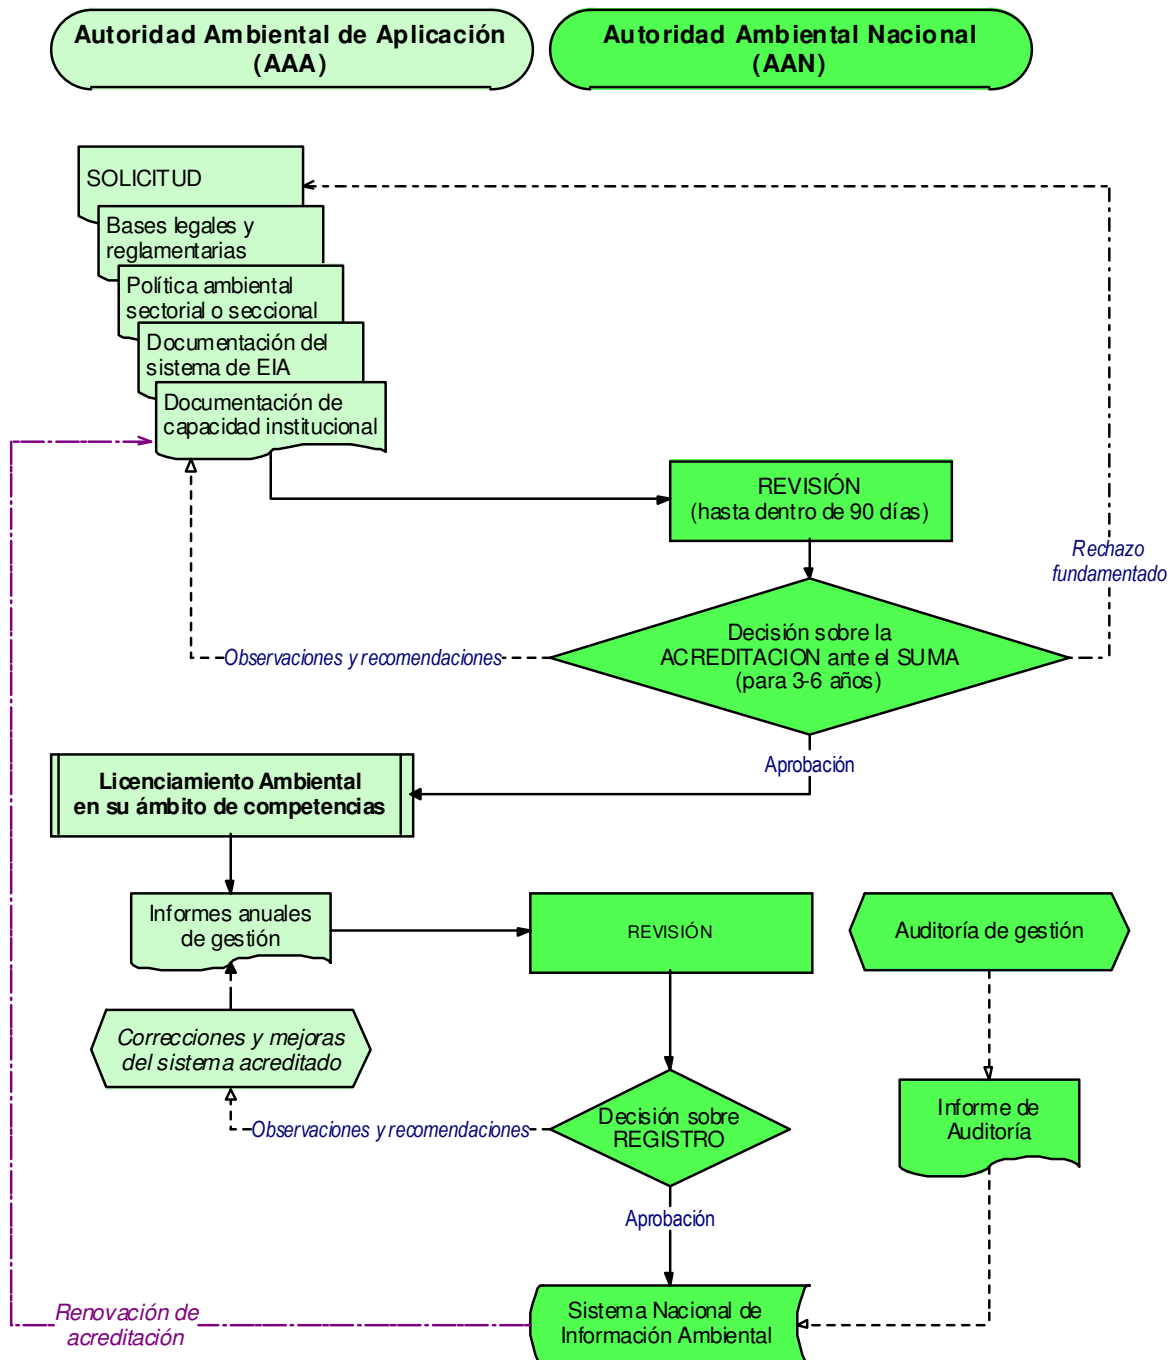 Autoridad Ambiental de Aplicación
(AAA)
Autoridad Ambiental Nacional
(AAN)
SOLICITUD
Bases legales y
reglamentarias
Política ambiental
sectorial o seccional
Documentación del
sistema de EIA
Documentación de
capacidad institucional
REVISIÓN
(hasta dentro de 90 días)
Rechazo
fundamentado
Decisión sobre la
ACREDITACION ante el SUMA
(para 3-6 años)
Observaciones y recomendaciones
Aprobación
Licenciamiento Ambiental
en su ámbito de competencias
Informes anuales
de gestión
REVISIÓN
Auditoría de gestión
Correcciones y mejoras
del sistema acreditado
Decisión sobre
REGISTRO
Observaciones y recomendaciones
Informe de
Auditoría
Aprobación
Sistema Nacional de
Información Ambiental
Renovación de
acreditación